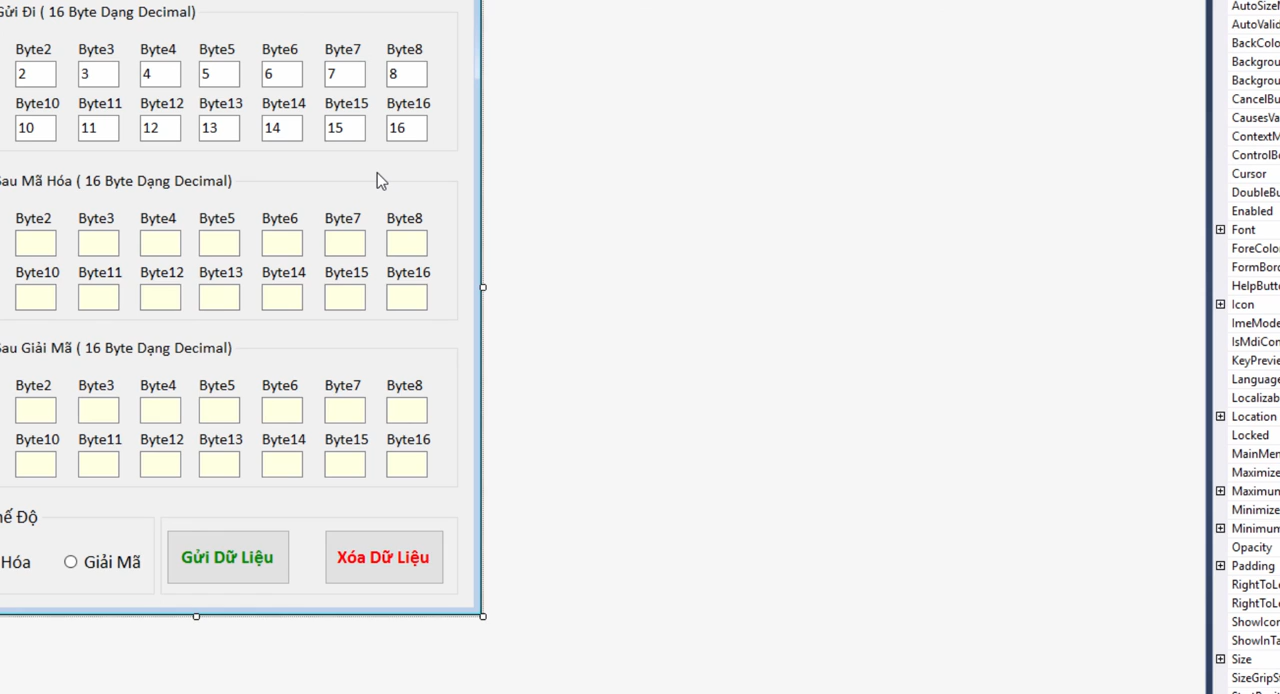 Gửi Đi ( 16 Byte Dạng Decimal)
Byte2 Byte3 Byte4 Byte5 Byte6 Byte7 Byte8
2 3 4 5 6 7 8
Byte10 Byte11 Byte12 Byte13 Byte14 Byte15 Byte16
10 11 12 13 14 15 16
Sau Mã Hóa ( 16 Byte Dạng Decimal)
Byte2 Byte3 Byte4 Byte5 Byte6 Byte7 Byte8
Byte10 Byte11 Byte12 Byte13 Byte14 Byte15 Byte16
Sau Giải Mã ( 16 Byte Dạng Decimal)
Byte2 Byte3 Byte4 Byte5 Byte6 Byte7 Byte8
Byte10 Byte11 Byte12 Byte13 Byte14 Byte15 Byte16
hế Độ
Hóa Giải Mã
Gửi Dữ Liệu
Xóa Dữ Liệu
AutoSizeM
AutoValid
BackColo
Backgrou
Backgrou
CancelBu
CausesVa
ContextM
ControlBo
Cursor
DoubleBu
Enabled
Font
ForeColor
FormBord
HelpButto
Icon
ImeMode
IsMdiCon
KeyPrevie
Language
Localizab
Location
Locked
MainMen
Maximize
Maximum
Minimize
Minimum
Opacity
Padding
RightToLe
RightToLe
ShowIcon
ShowInTa
Size
SizeGripSt